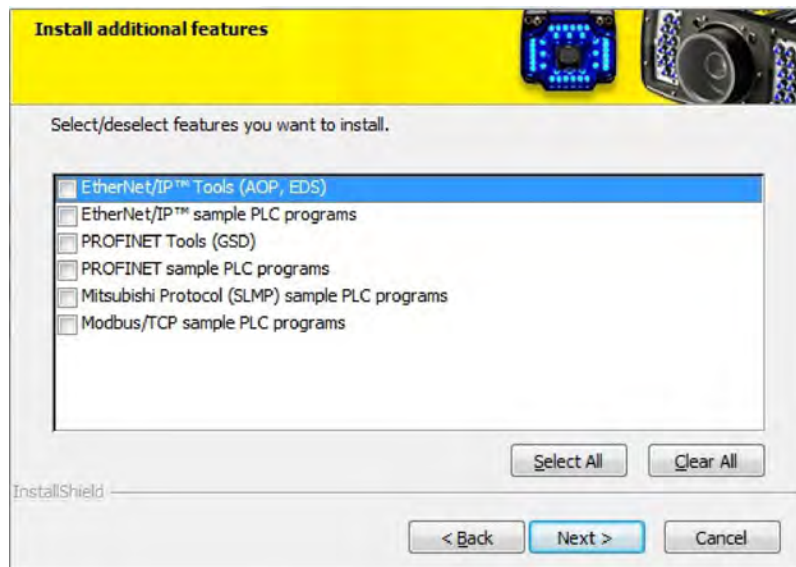 Install additional features
Select/deselect features you want to install.
EtherNet/IP™ Tools (AOP, EDS)
EtherNet/IP™ sample PLC programs
PROFINET Tools (GSD)
PROFINET sample PLC programs
Mitsubishi Protocol (SLMP) sample PLC programs
Modbus/TCP sample PLC programs
Select All Clear All
InstallShield
< Back Next > Cancel